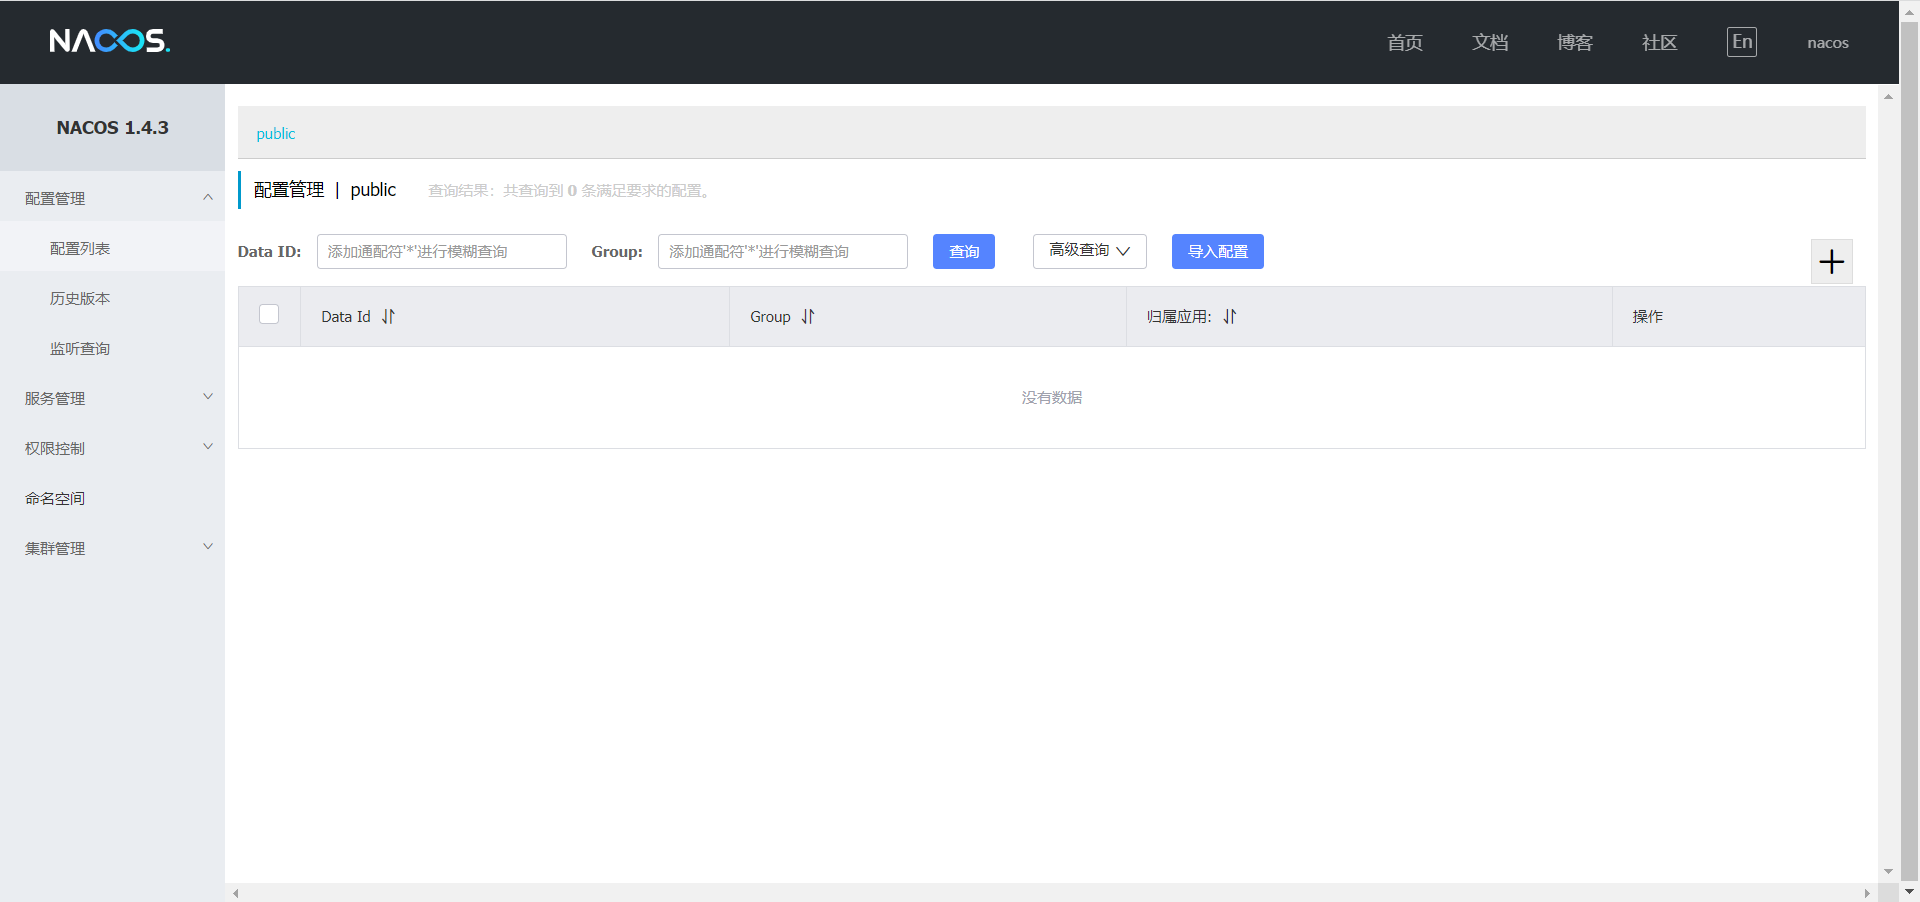 NACOS.
首页
文档
博客
社区
En
nacos
NACOS 1.4.3
配置管理
配置列表
历史版本
监听查询
服务管理
权限控制
命名空间
集群管理
public
配置管理 | public 查询结果：共查询到 0 条满足要求的配置。
Data ID: 添加通配符'*'进行模糊查询 Group: 添加通配符'*'进行模糊查询 查询 高级查询 导入配置
Data Id Group 归属应用: 操作
没有数据